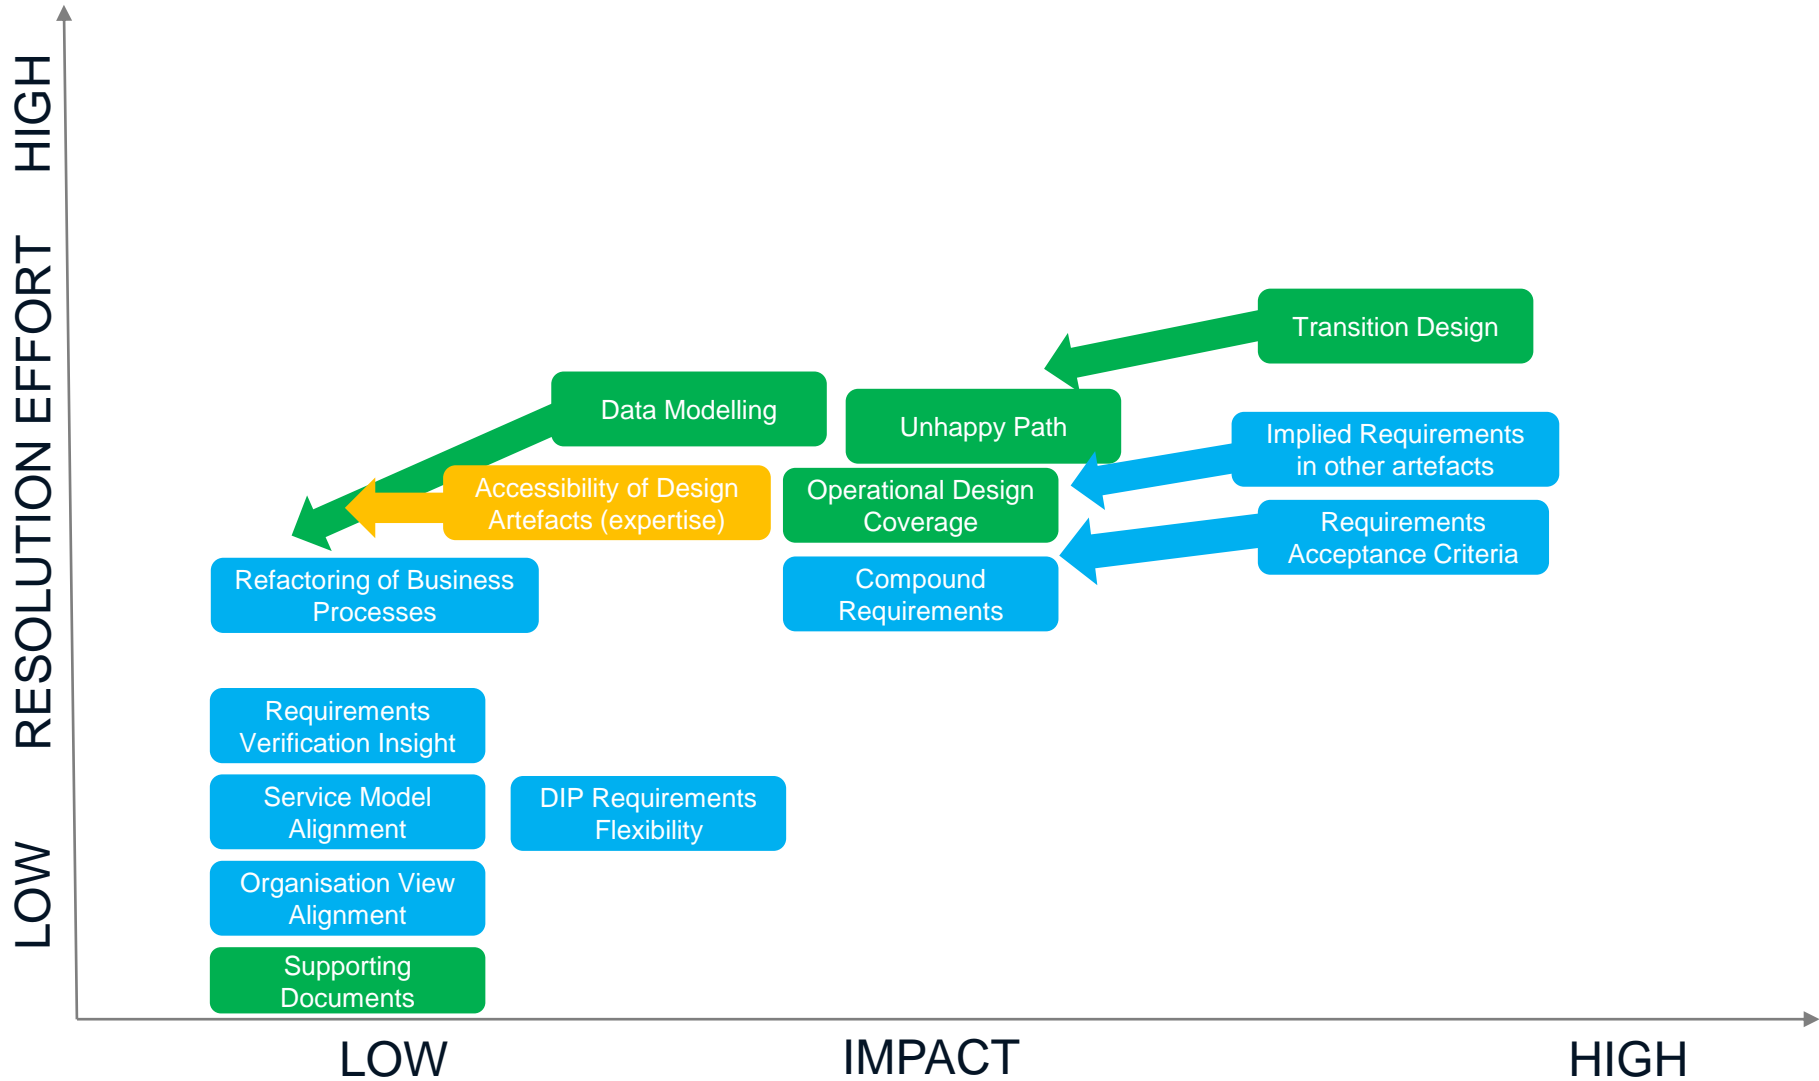 HIGH
RESOLUTION EFFORT
LOW
Transition Design
Data Modelling
Unhappy Path
Implied Requirements
in other artefacts
Accessibility of Design
Artefacts (expertise)
Operational Design
Coverage
Requirements
Acceptance Criteria
Refactoring of Business
Processes
Compound
Requirements
Requirements
Verification Insight
Service Model
Alignment
DIP Requirements
Flexibility
Organisation View
Alignment
Supporting
Documents
LOW
IMPACT
HIGH